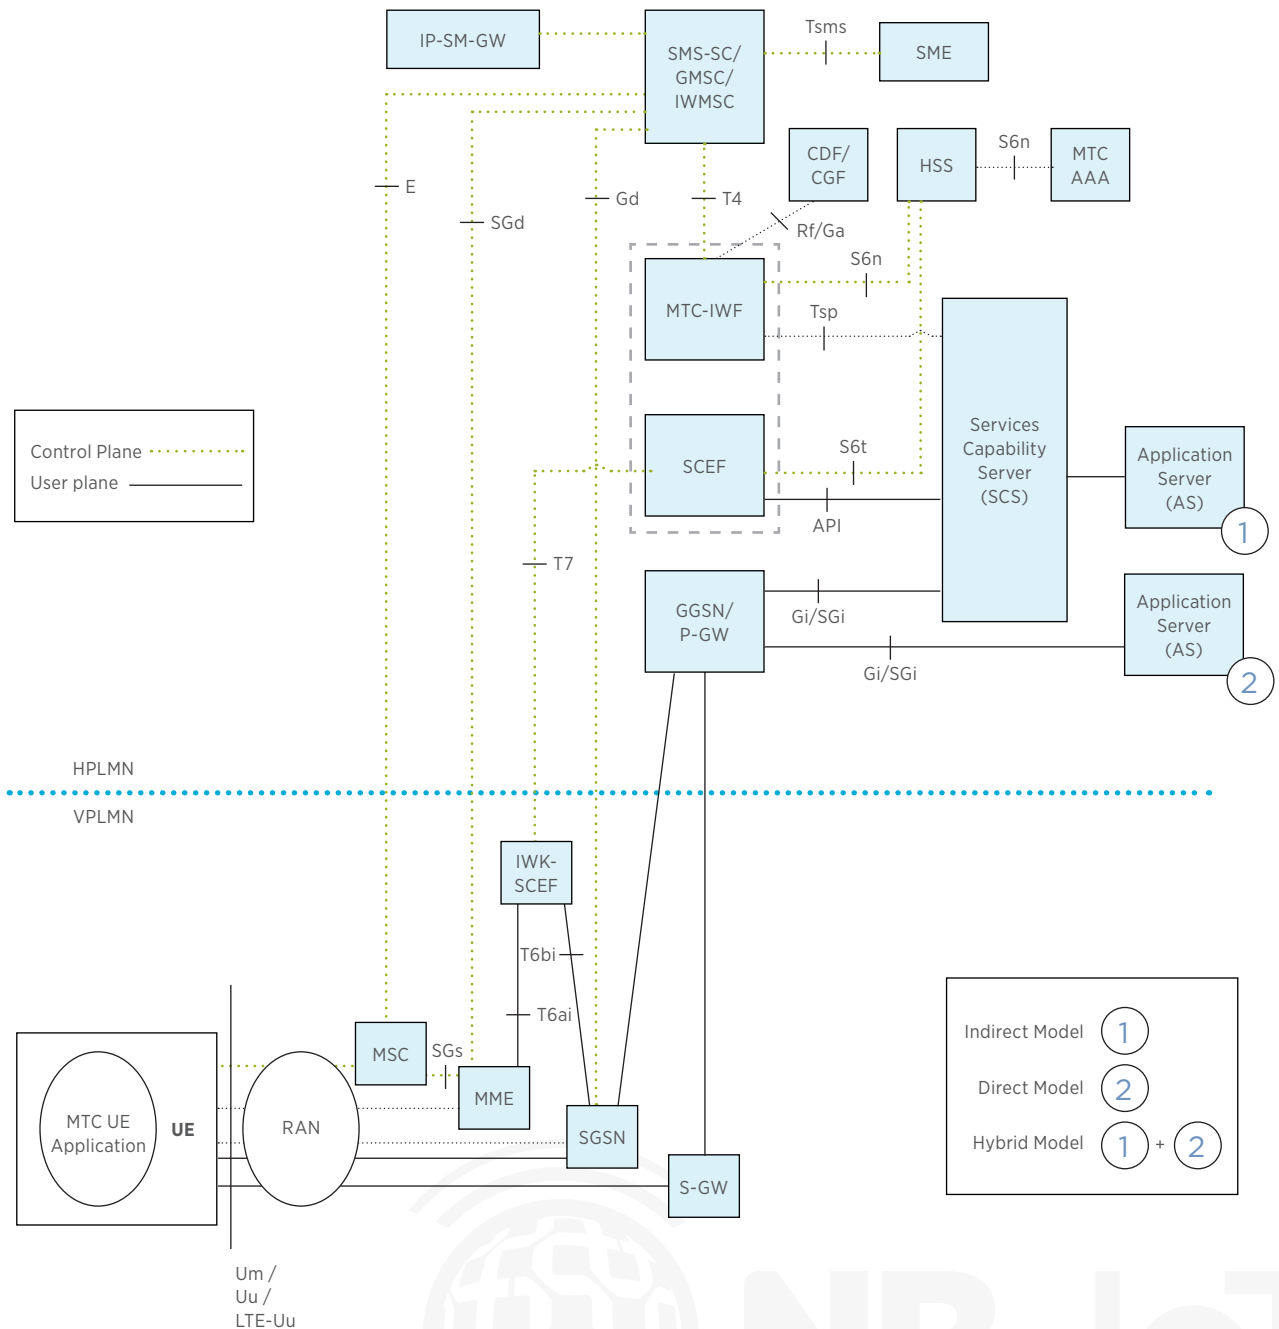 IP-SM-GW
SMS-SC/
GMSC/
IWMSC
Tsms
SME
CDF/
CGF
HSS
S6n
MTC
AAA
E
SGd
Gd
T4
Rf/Ga
S6n
MTC-IWF
Tsp
Control Plane
User plane
SCEF
S6t
API
Services
Capability
Server
(SCS)
Application
Server
(AS)
1
T7
GGSN/
P-GW
Gi/SGi
Gi/SGi
Application
Server
(AS)
2
HPLMN
VPLMN
IWK-
SCEF
T6bi
T6ai
MSC
SGs
MME
SGSN
S-GW
MTC UE
Application
UE
RAN
Um /
Uu /
LTE-Uu
Indirect Model 1
Direct Model 2
Hybrid Model 1 + 2
NB-IoT